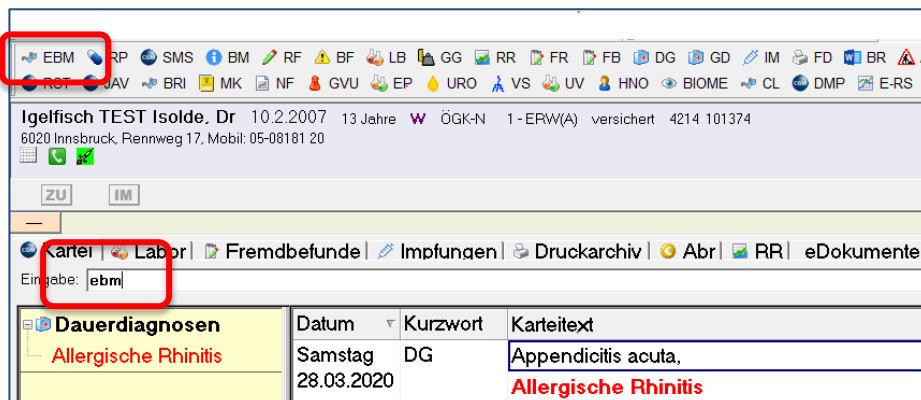 EBM RP SMS BM RF BF LB GG RR FR FB DG GD IM FD BR
RST JAV BRI MK NF GVU EP URO VS UV HNO BIOME CL DMP E-RS
Igelfisch TEST Isolde, Dr 10.2.2007 13 Jahre W ÖGK-N 1 - ERW(A) versichert 4214 101374
6020 Innsbruck, Rennweg 17, Mobil: 05-08181 20
ZU IM
Kartei | Labor | Fremdbefunde | Impfungen | Druckarchiv | Abr | RR | eDokumente
Eingabe: ebm
Dauerdiagnosen Datum Kurzwort Karteitext
Allergische Rhinitis Samstag DG Appendicitis acuta,
28.03.2020 Allergische Rhinitis